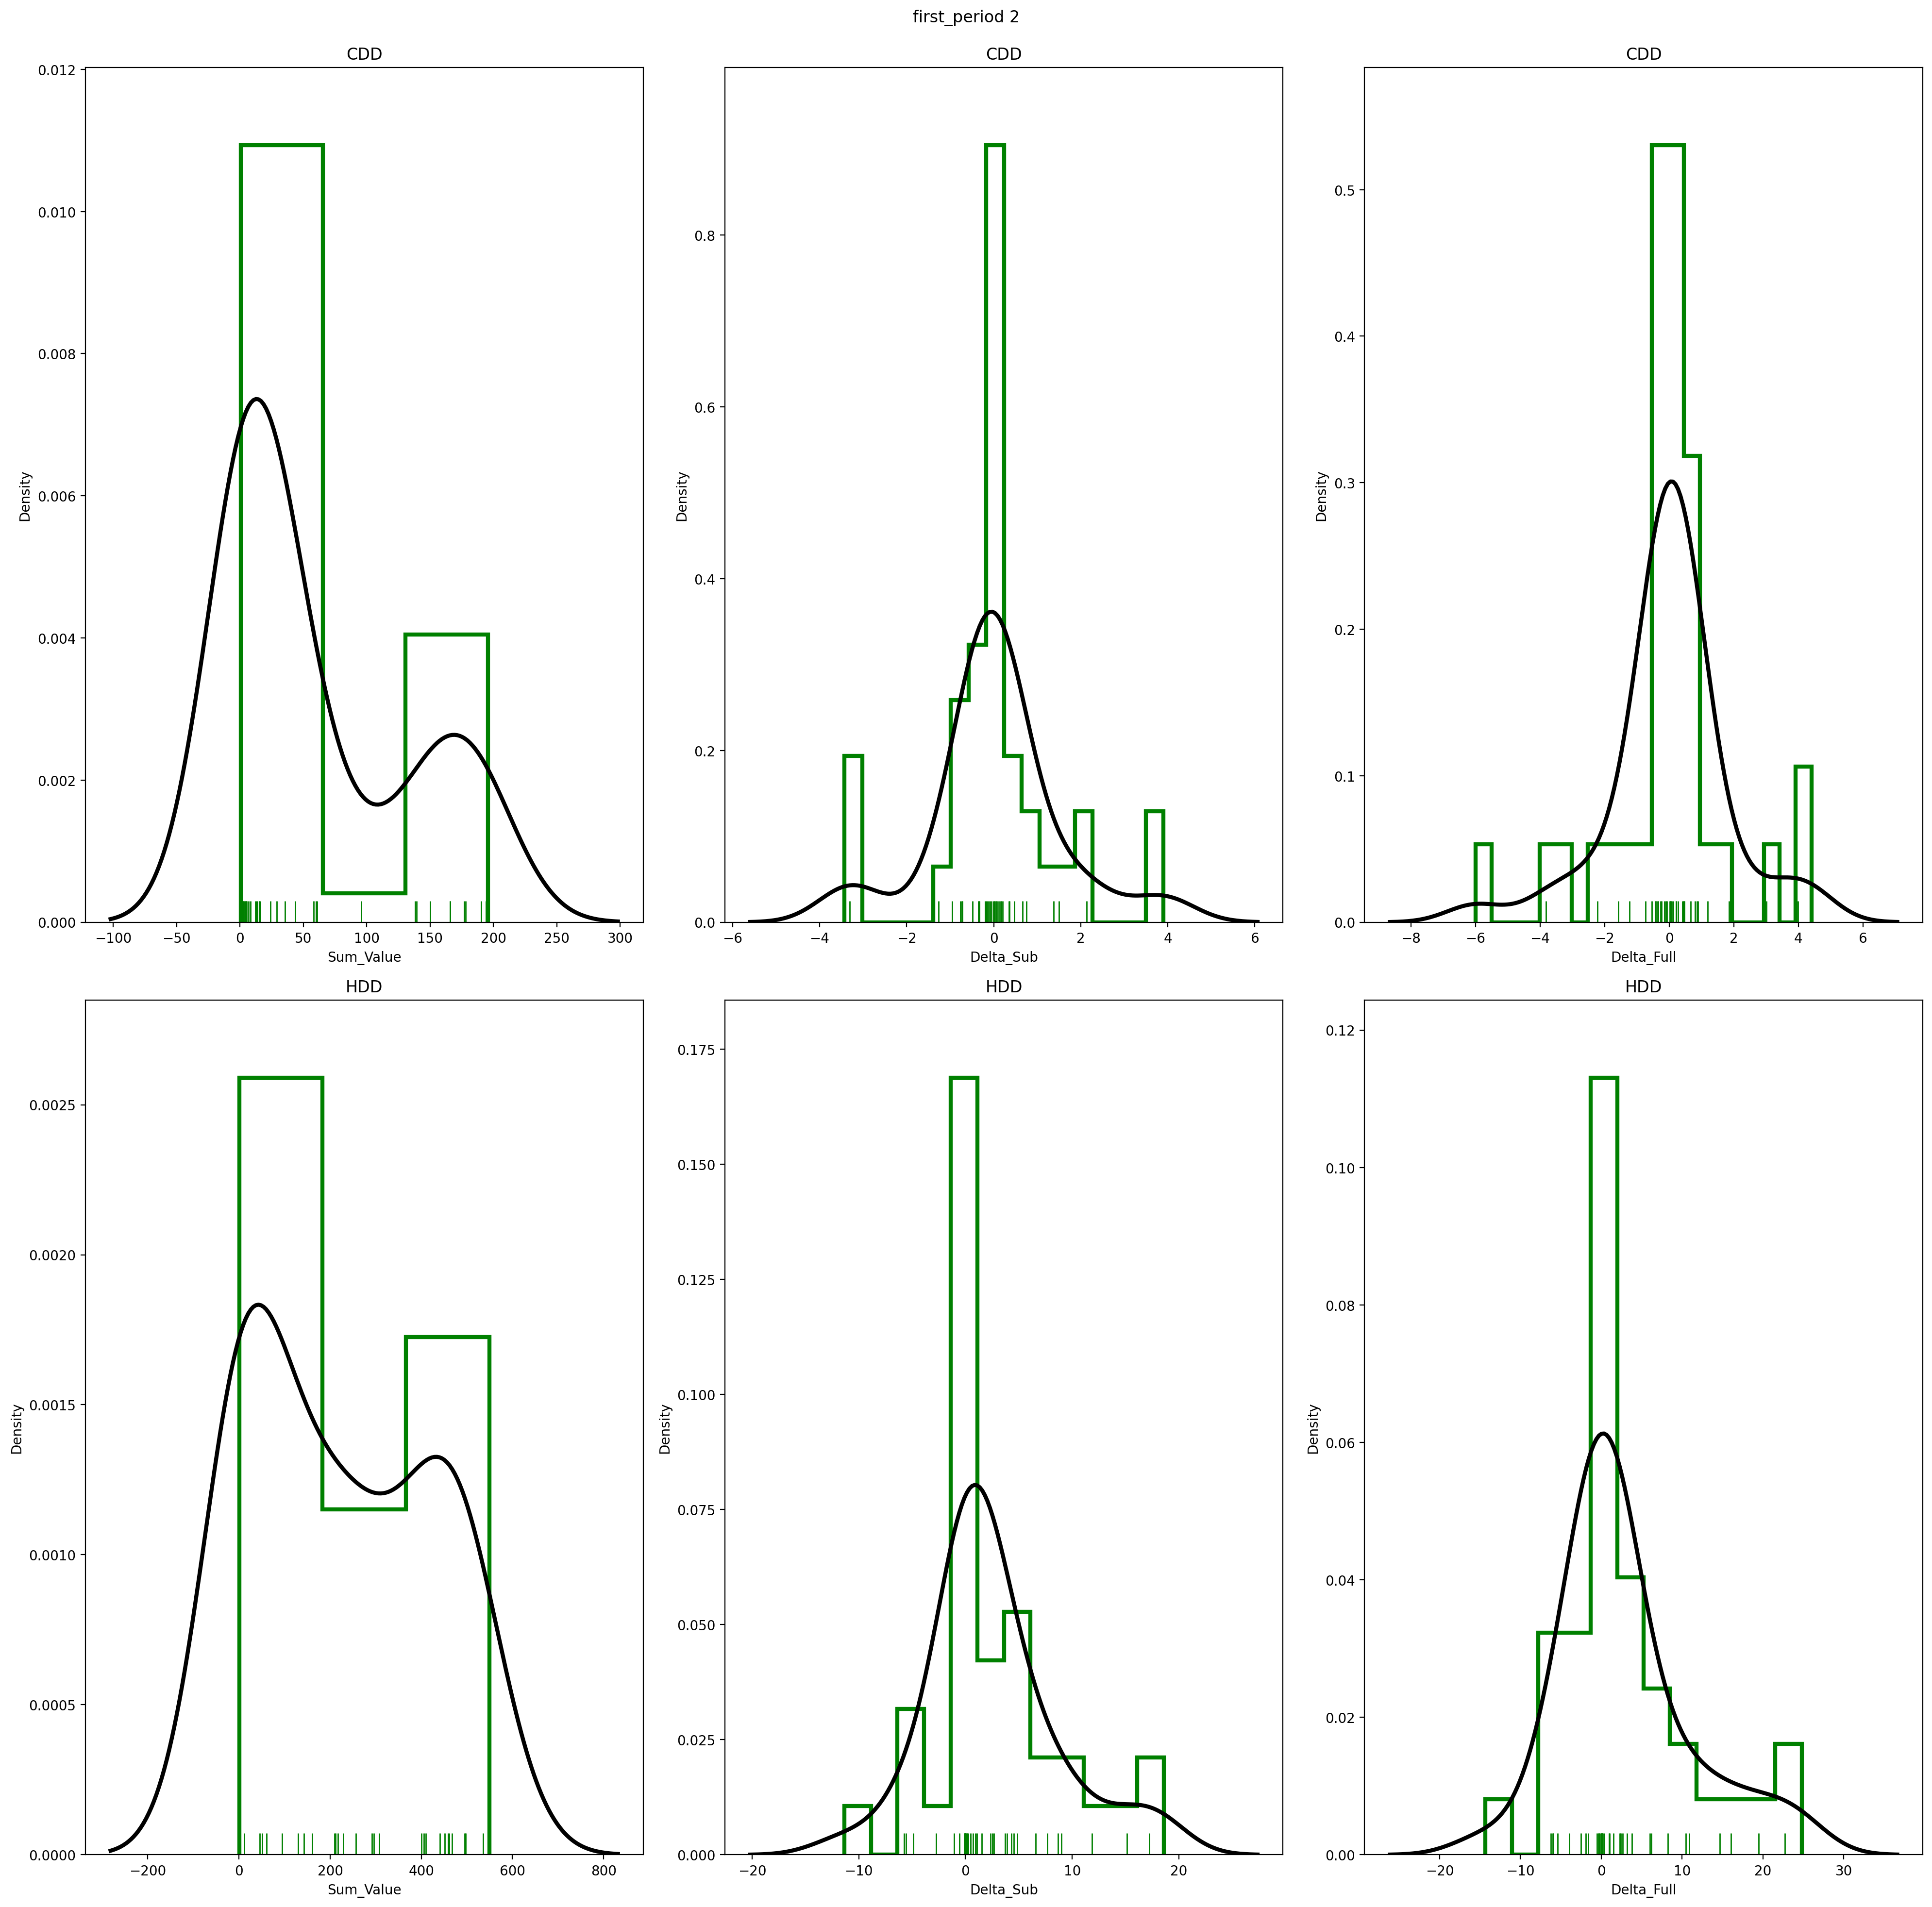 first_period 2
CDD
CDD
CDD
0.012
0.010
0.008
0.006
0.004
0.002
0.000
Density
−100 −50 0 50 100 150 200 250 300
Sum_Value
0.8
0.6
0.4
0.2
0.0
Density
−6 −4 −2 0 2 4 6
Delta_Sub
0.5
0.4
0.3
0.2
0.1
0.0
Density
−8 −6 −4 −2 0 2 4 6
Delta_Full
HDD
HDD
HDD
0.0025
0.0020
0.0015
0.0010
0.0005
0.0000
Density
−200 0 200 400 600 800
Sum_Value
0.175
0.150
0.125
0.100
0.075
0.050
0.025
0.000
Density
−20 −10 0 10 20
Delta_Sub
0.12
0.10
0.08
0.06
0.04
0.02
0.00
Density
−20 −10 0 10 20 30
Delta_Full